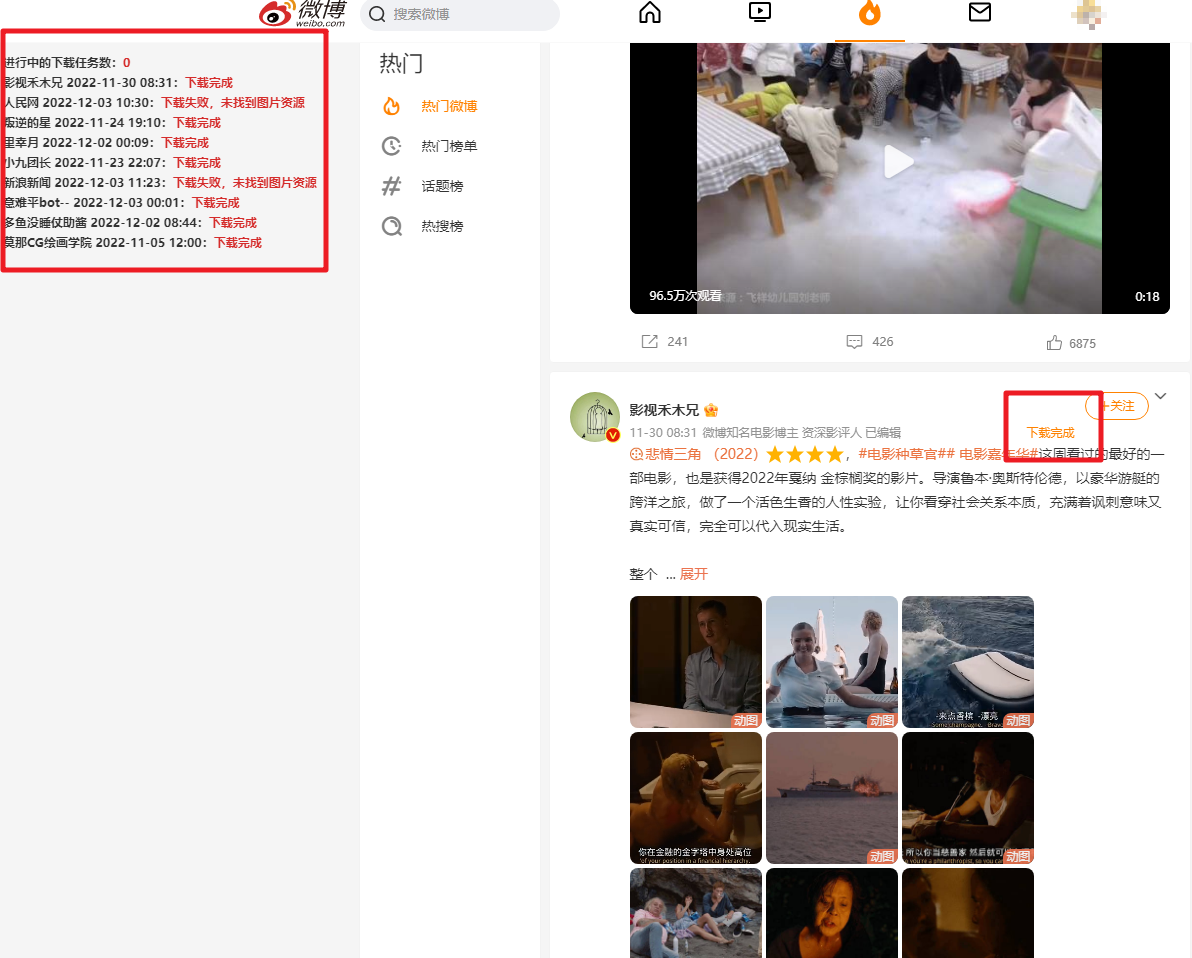 微博
weibo.com
搜索微博
进行中的下载任务数：0
影视禾木兄 2022-11-30 08:31：下载完成
人民网 2022-12-03 10:30：下载失败，未找到图片资源
叛逆的星 2022-11-24 19:10：下载完成
里幸月 2022-12-02 00:09：下载完成
小九团长 2022-11-23 22:07：下载完成
新浪新闻 2022-12-03 11:23：下载失败，未找到图片资源
意难平bot-- 2022-12-03 00:01：下载完成
多鱼没睡仗助酱 2022-12-02 08:44：下载完成
莫那CG绘画学院 2022-11-05 12:00：下载完成
热门
热门微博
热门榜单
话题榜
热搜榜
96.5万次观看
来源：飞祥幼儿园刘老师
0:18
241
426
6875
影视禾木兄
+关注
11-30 08:31 微博知名电影博主 资深影评人 已编辑
下载完成
悲情三角 （2022）⭐⭐⭐⭐，#电影种草官## 电影嘉年华#这周看过的最好的一
部电影，也是获得2022年戛纳 金棕榈奖的影片。导演鲁本·奥斯特伦德，以豪华游艇的
跨洋之旅，做了一个活色生香的人性实验，让你看穿社会关系本质，充满着讽刺意味又
真实可信，完全可以代入现实生活。
整个 ... 展开
动图
动图
-来点香槟 -漂亮
Some champagne. -Bravo
动图
你在金融的金字塔中身处高位
of your position in a financial hierarchy.
动图
所以你当慈善家 然后就可
you're a philanthropist, so you can
动图